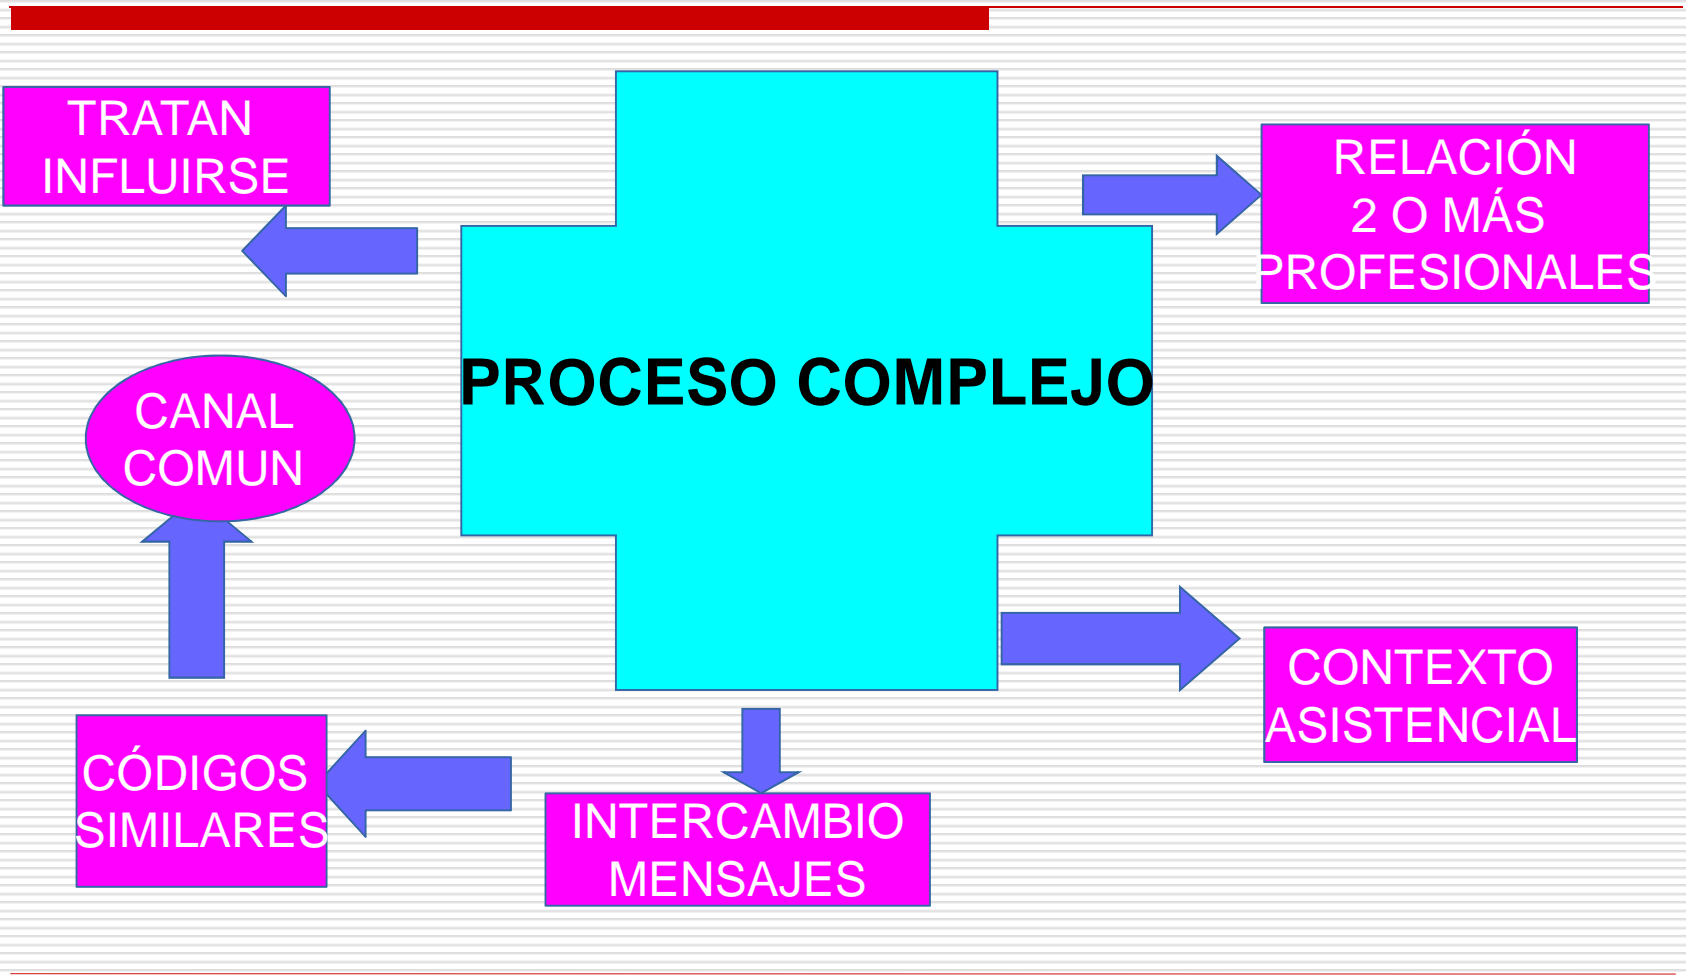 TRATAN
INFLUIRSE
RELACIÓN
2 O MÁS
PROFESIONALES
PROCESO COMPLEJO
CANAL
COMUN
CONTEXTO
ASISTENCIAL
CÓDIGOS
SIMILARES
INTERCAMBIO
MENSAJES